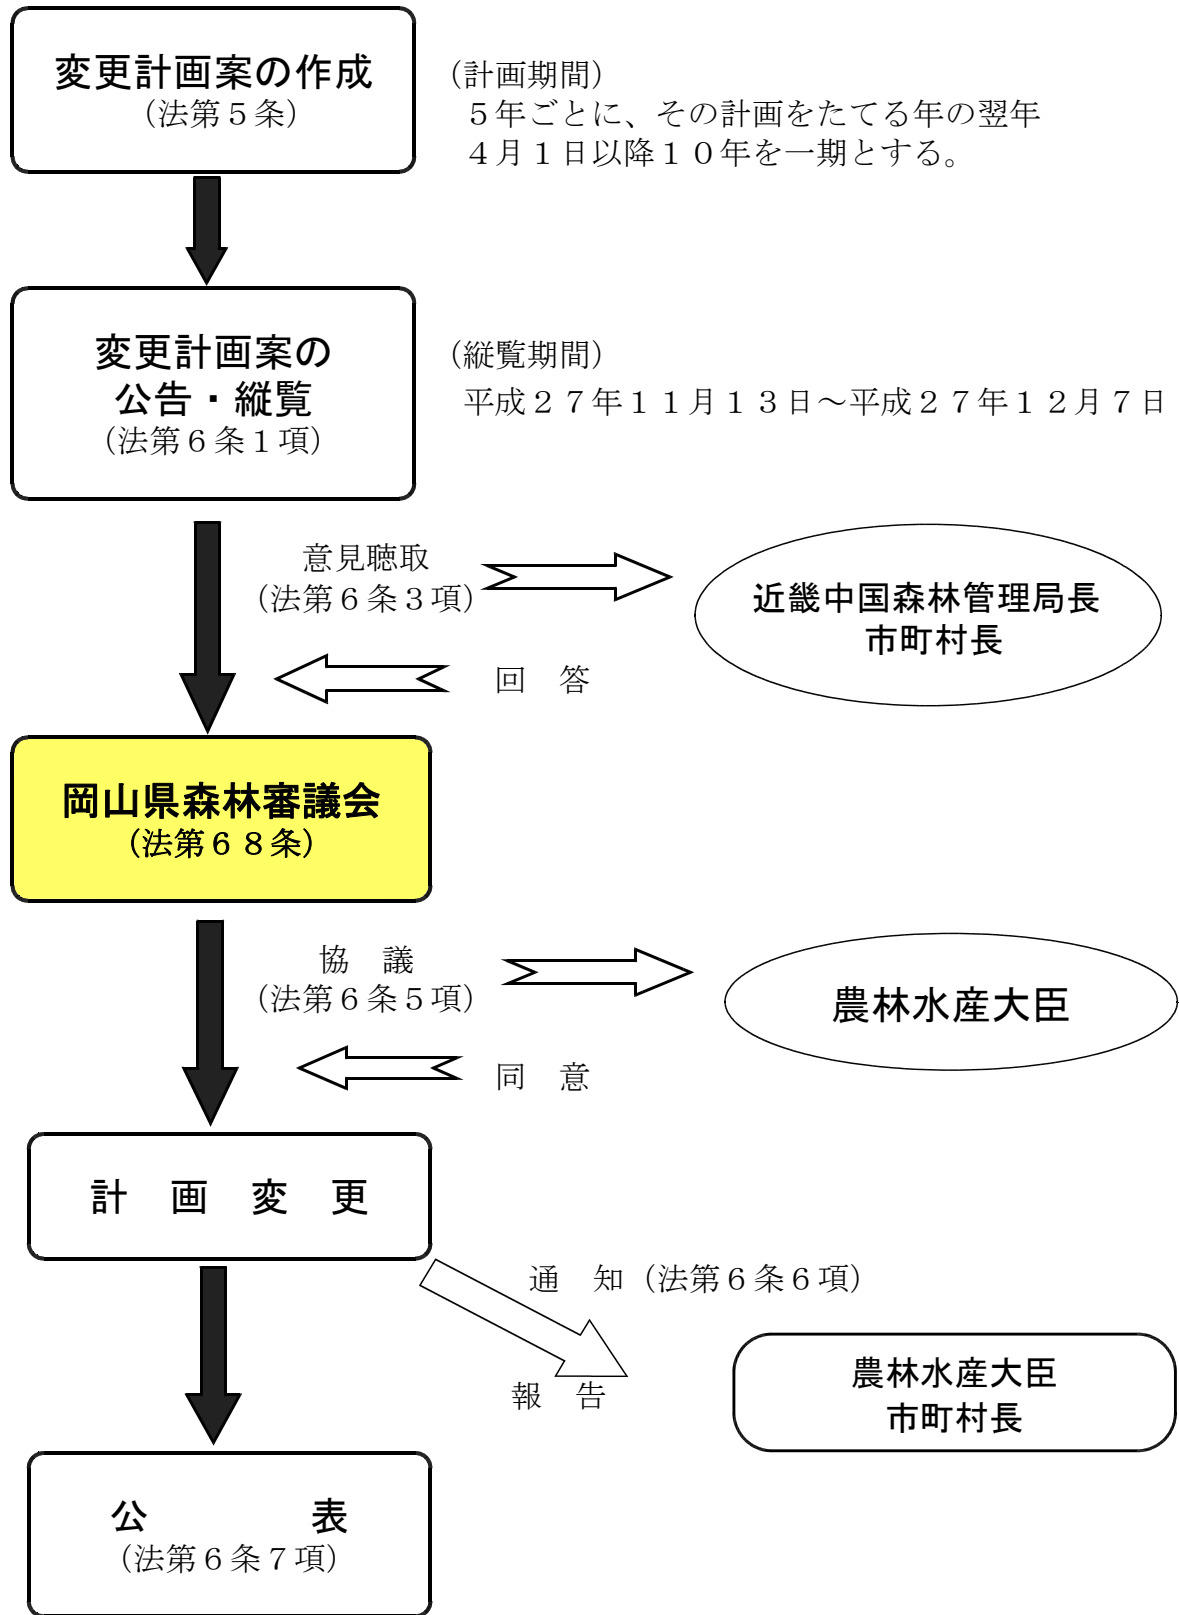 変更計画案の作成
（法第５条）
（計画期間）
５年ごとに、その計画をたてる年の翌年
４月１日以降１０年を一期とする。
変更計画案の
公告・縦覧
（法第６条１項）
（縦覧期間）
平成２７年１１月１３日～平成２７年１２月７日
意見聴取
（法第６条３項）
近畿中国森林管理局長
市町村長
回　答
岡山県森林審議会
（法第６８条）
協　議
（法第６条５項）
農林水産大臣
同　意
計　画　変　更
通　知（法第６条６項）
報　告
農林水産大臣
市町村長
公　　　　表
（法第６条７項）